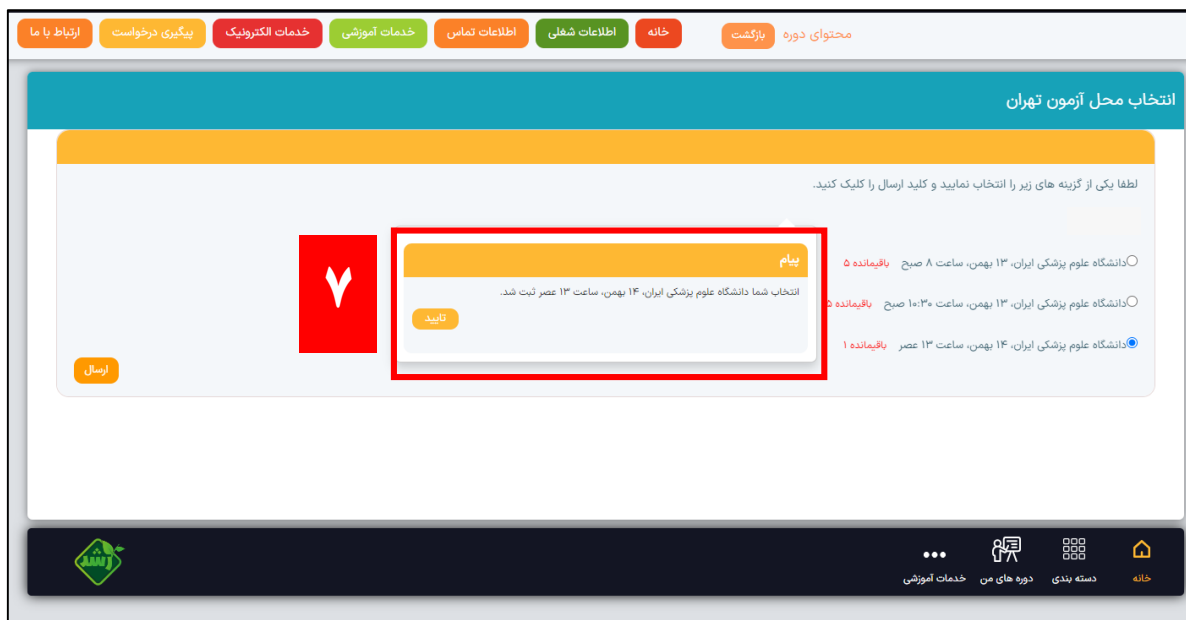 محتوای دوره بازگشت خانه اطلاعات شغلی اطلاعات تماس خدمات آموزشی خدمات الکترونیک پیگیری درخواست ارتباط با ما
انتخاب محل آزمون تهران
لطفا یکی از گزینه های زیر را انتخاب نمایید و کلید ارسال را کلیک کنید.
دانشگاه علوم پزشکی ایران، ۱۳ بهمن، ساعت ۸ صبح باقیمانده ۵
دانشگاه علوم پزشکی ایران، ۱۳ بهمن، ساعت ۱۰:۳۰ صبح باقیمانده ۵
دانشگاه علوم پزشکی ایران، ۱۴ بهمن، ساعت ۱۳ عصر باقیمانده ۱
پیام
انتخاب شما دانشگاه علوم پزشکی ایران، ۱۴ بهمن، ساعت ۱۳ عصر ثبت شد.
تایید
۷
ارسال
خانه دسته بندی دوره های من خدمات آموزشی
رشد